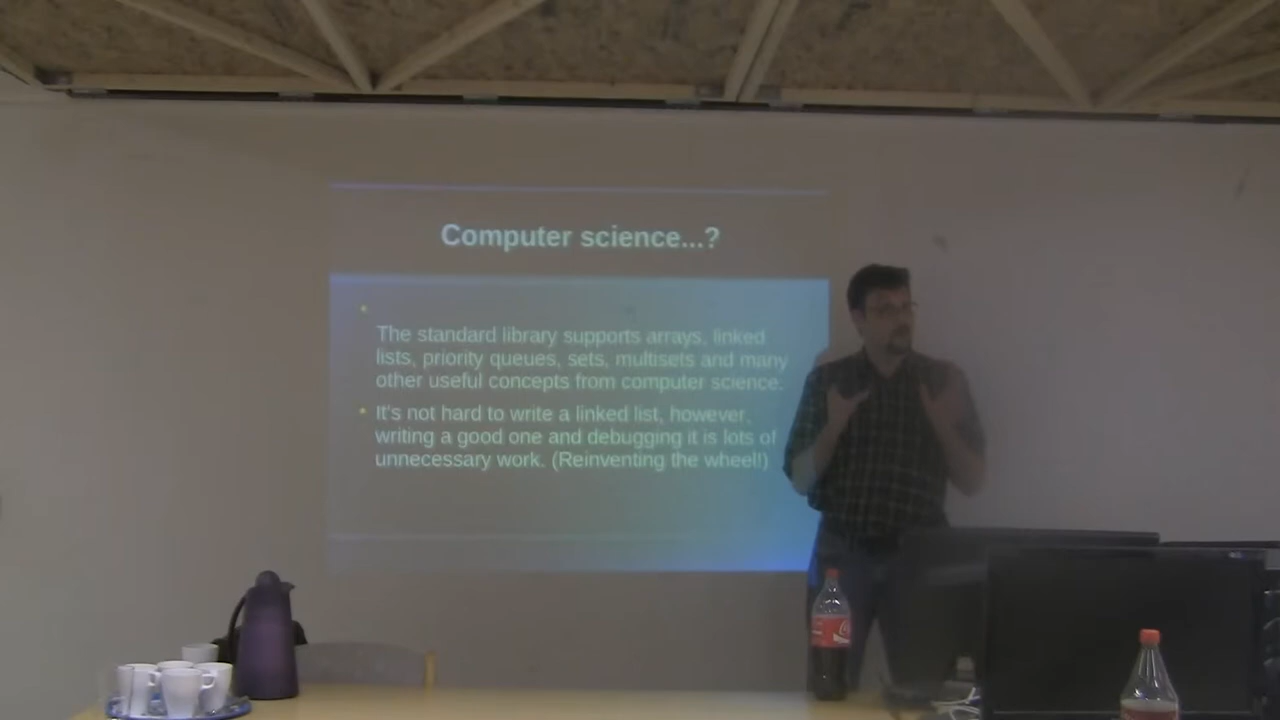 Computer science...?
The standard library supports arrays, linked
lists, priority queues, sets, multisets and many
other useful concepts from computer science.
It's not hard to write a linked list, however,
writing a good one and debugging it is lots of
unnecessary work. (Reinventing the wheel!)